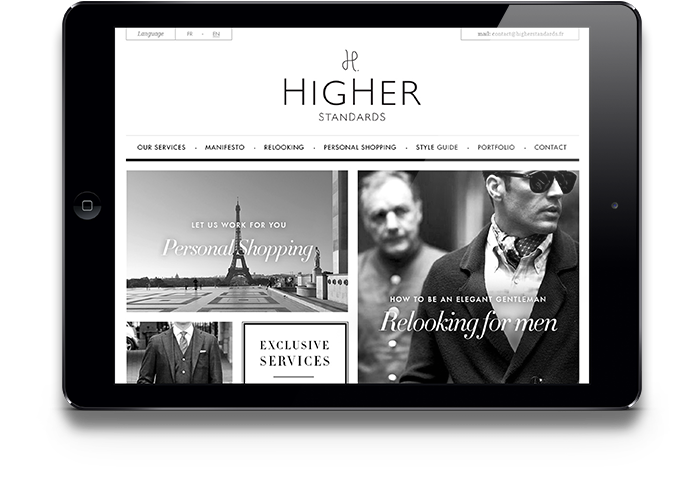 Language FR - EN
mail: contact@higherstandards.fr
H.
HIGHER
STANDARDS
OUR SERVICES • MANIFESTO • RELOOKING • PERSONAL SHOPPING • STYLE GUIDE • PORTFOLIO • CONTACT
LET US WORK FOR YOU
Personal Shopping
HOW TO BE AN ELEGANT GENTLEMAN
Relooking for men
EXCLUSIVE
SERVICES